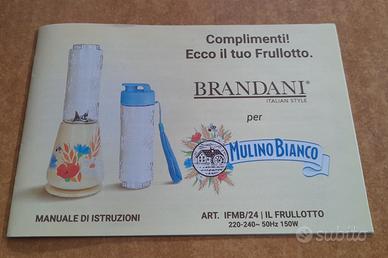 Complimenti!
Ecco il tuo Frullotto.
BRANDANI®
ITALIAN STYLE
per
MULINO BIANCO
MANUALE DI ISTRUZIONI
ART. IFMB/24 | IL FRULLOTTO
220-240~ 50Hz 150W
subito